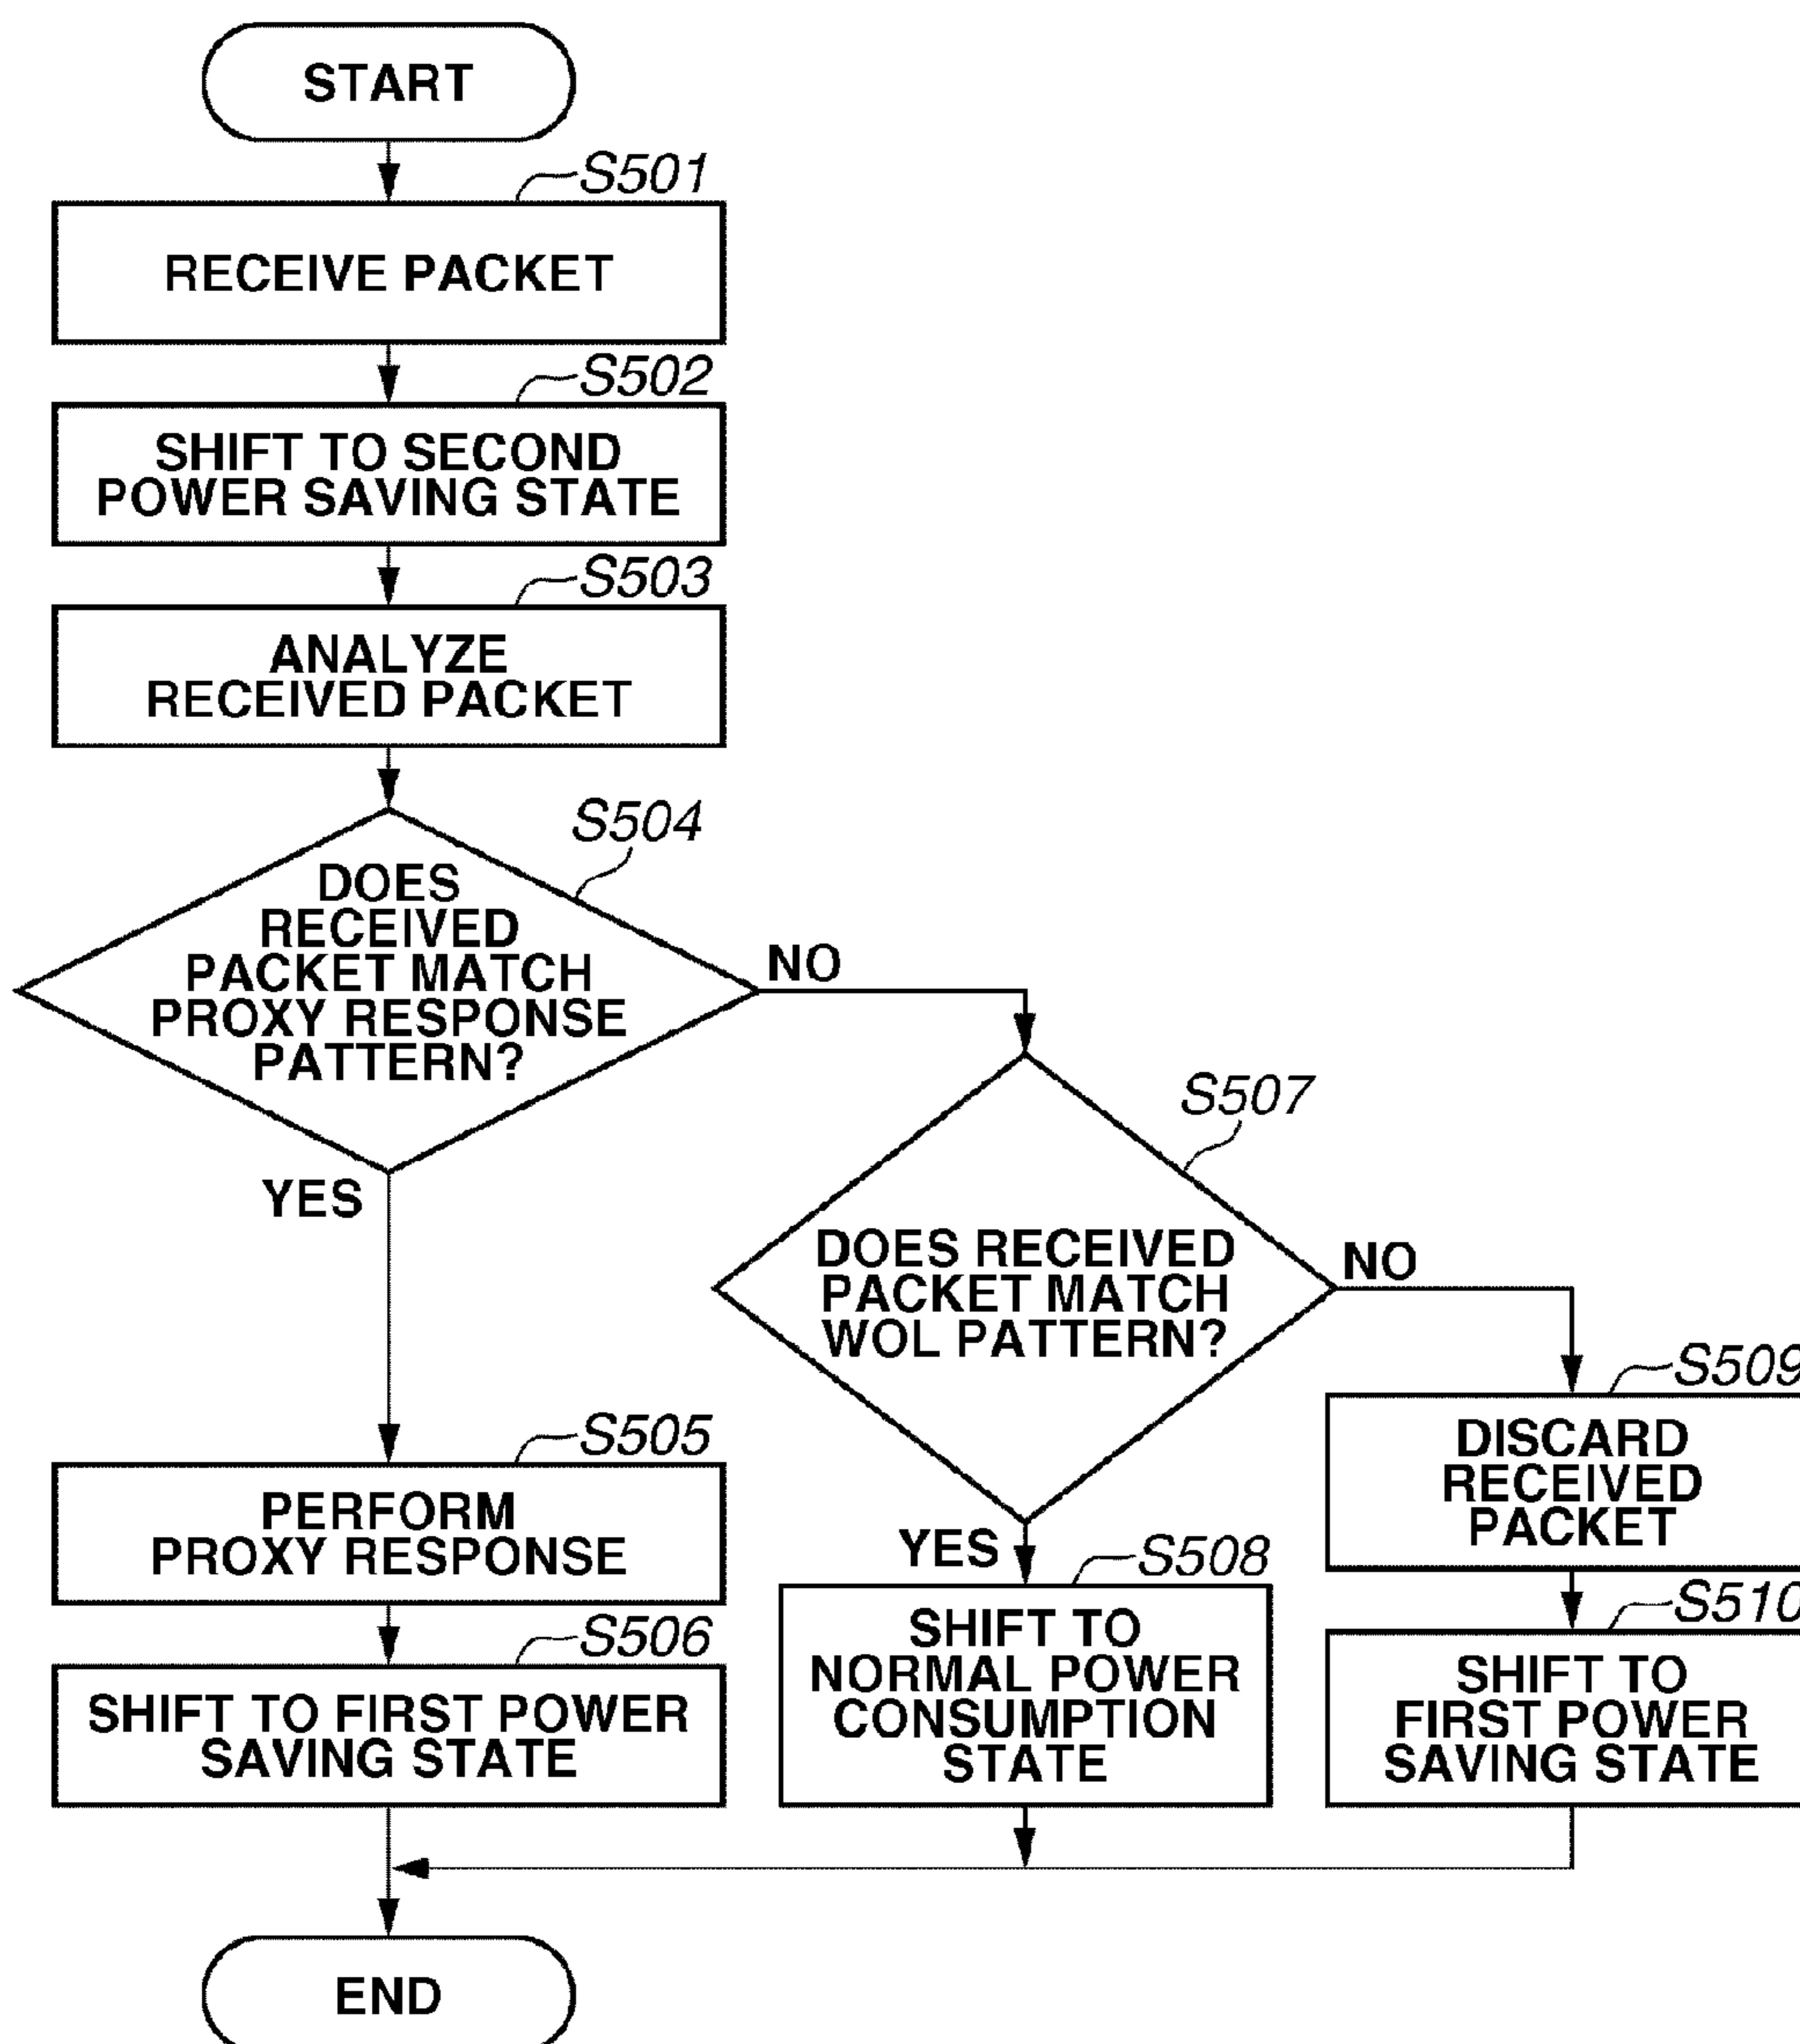 START
S501
RECEIVE PACKET
S502
SHIFT TO SECOND
POWER SAVING STATE
S503
ANALYZE
RECEIVED PACKET
S504
DOES
RECEIVED
PACKET MATCH
PROXY RESPONSE
PATTERN?
NO
YES
S507
DOES RECEIVED
PACKET MATCH
WOL PATTERN?
NO
YES
S505
PERFORM
PROXY RESPONSE
S506
SHIFT TO FIRST POWER
SAVING STATE
S508
SHIFT TO
NORMAL POWER
CONSUMPTION
STATE
S509
DISCARD
RECEIVED
PACKET
S510
SHIFT TO
FIRST POWER
SAVING STATE
END